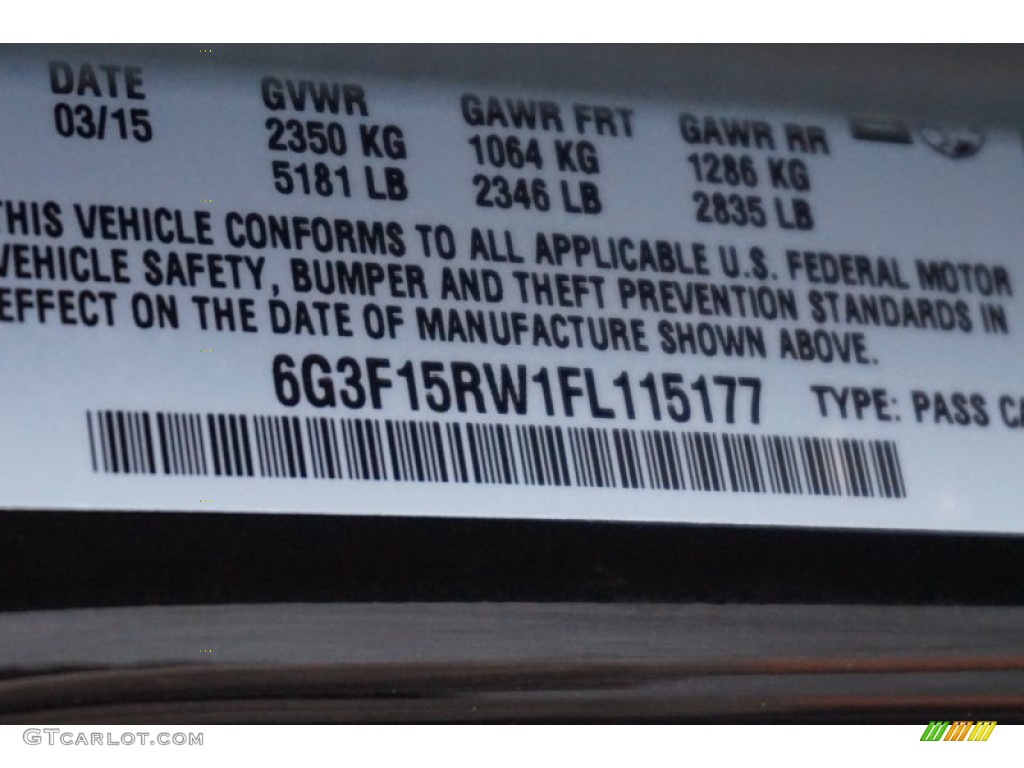 DATE GVWR GAWR FRT GAWR RR
03/15 2350 KG 1064 KG 1286 KG
5181 LB 2346 LB 2835 LB
THIS VEHICLE CONFORMS TO ALL APPLICABLE U.S. FEDERAL MOTOR
VEHICLE SAFETY, BUMPER AND THEFT PREVENTION STANDARDS IN
EFFECT ON THE DATE OF MANUFACTURE SHOWN ABOVE.
6G3F15RW1FL115177 TYPE: PASS CA
GTCARLOT.COM